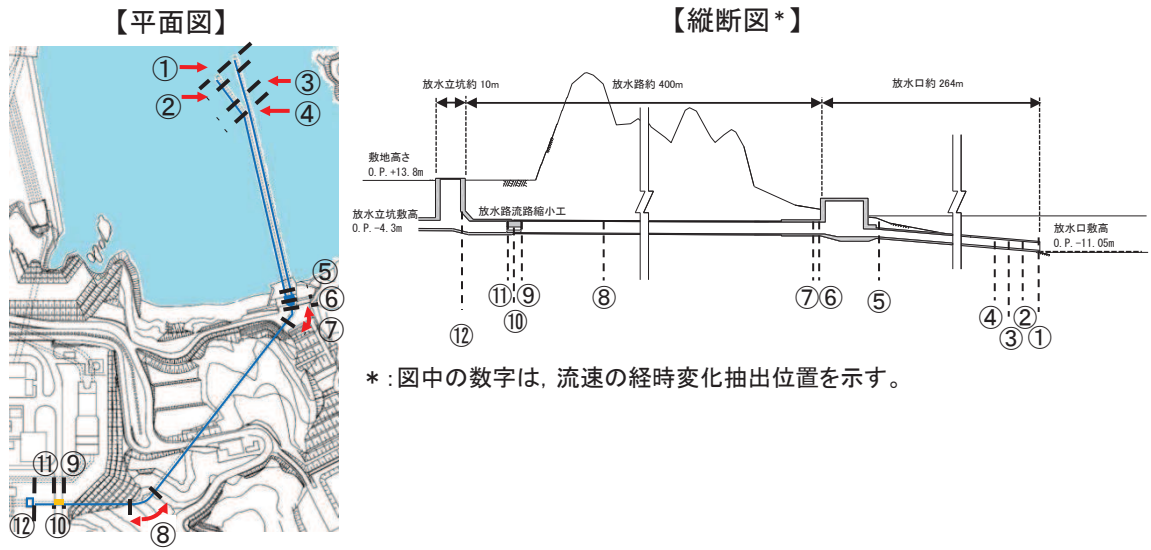 【平面図】
①
②
③
④
⑤
⑥
⑦
⑪ ⑨
⑫ ⑩
⑧
【縦断図*】
放水立坑約 10m
放水路約 400m
放水口約 264m
敷地高さ
O.P.+13.8m
放水立坑敷高
O.P.-4.3m
放水路流路縮小工
放水口敷高
O.P.-11.05m
⑫
⑪
⑩
⑨
⑧
⑦
⑥
⑤
④
③
②
①
*:図中の数字は,流速の経時変化抽出位置を示す。